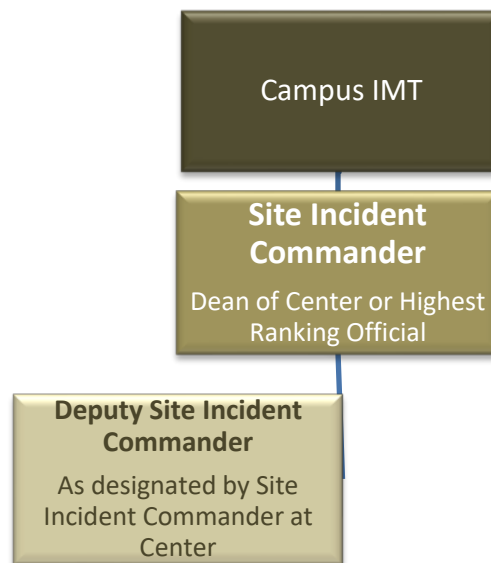 Campus IMT
Site Incident
Commander
Dean of Center or Highest
Ranking Official
Deputy Site Incident
Commander
As designated by Site
Incident Commander at
Center